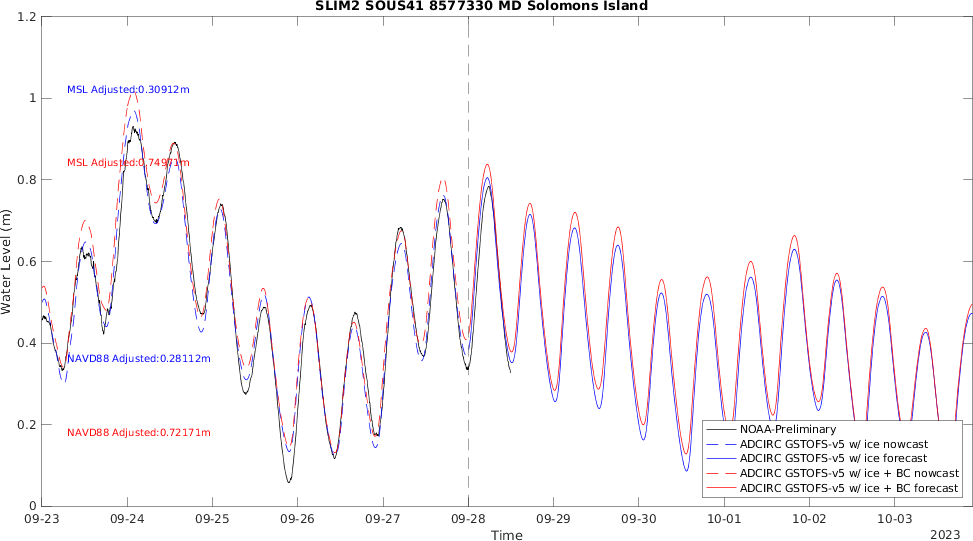 SLIM2 SOUS41 8577330 MD Solomons Island
1.2
1
0.8
0.6
0.4
0.2
0
Water Level (m)
MSL Adjusted:0.30912m
MSL Adjusted:0.74971m
NAVD88 Adjusted:0.28112m
NAVD88 Adjusted:0.72171m
NOAA-Preliminary
ADCIRC GSTOFS-v5 w/ ice nowcast
ADCIRC GSTOFS-v5 w/ ice forecast
ADCIRC GSTOFS-v5 w/ ice + BC nowcast
ADCIRC GSTOFS-v5 w/ ice + BC forecast
09-23 09-24 09-25 09-26 09-27 09-28 09-29 09-30 10-01 10-02 10-03
Time
2023